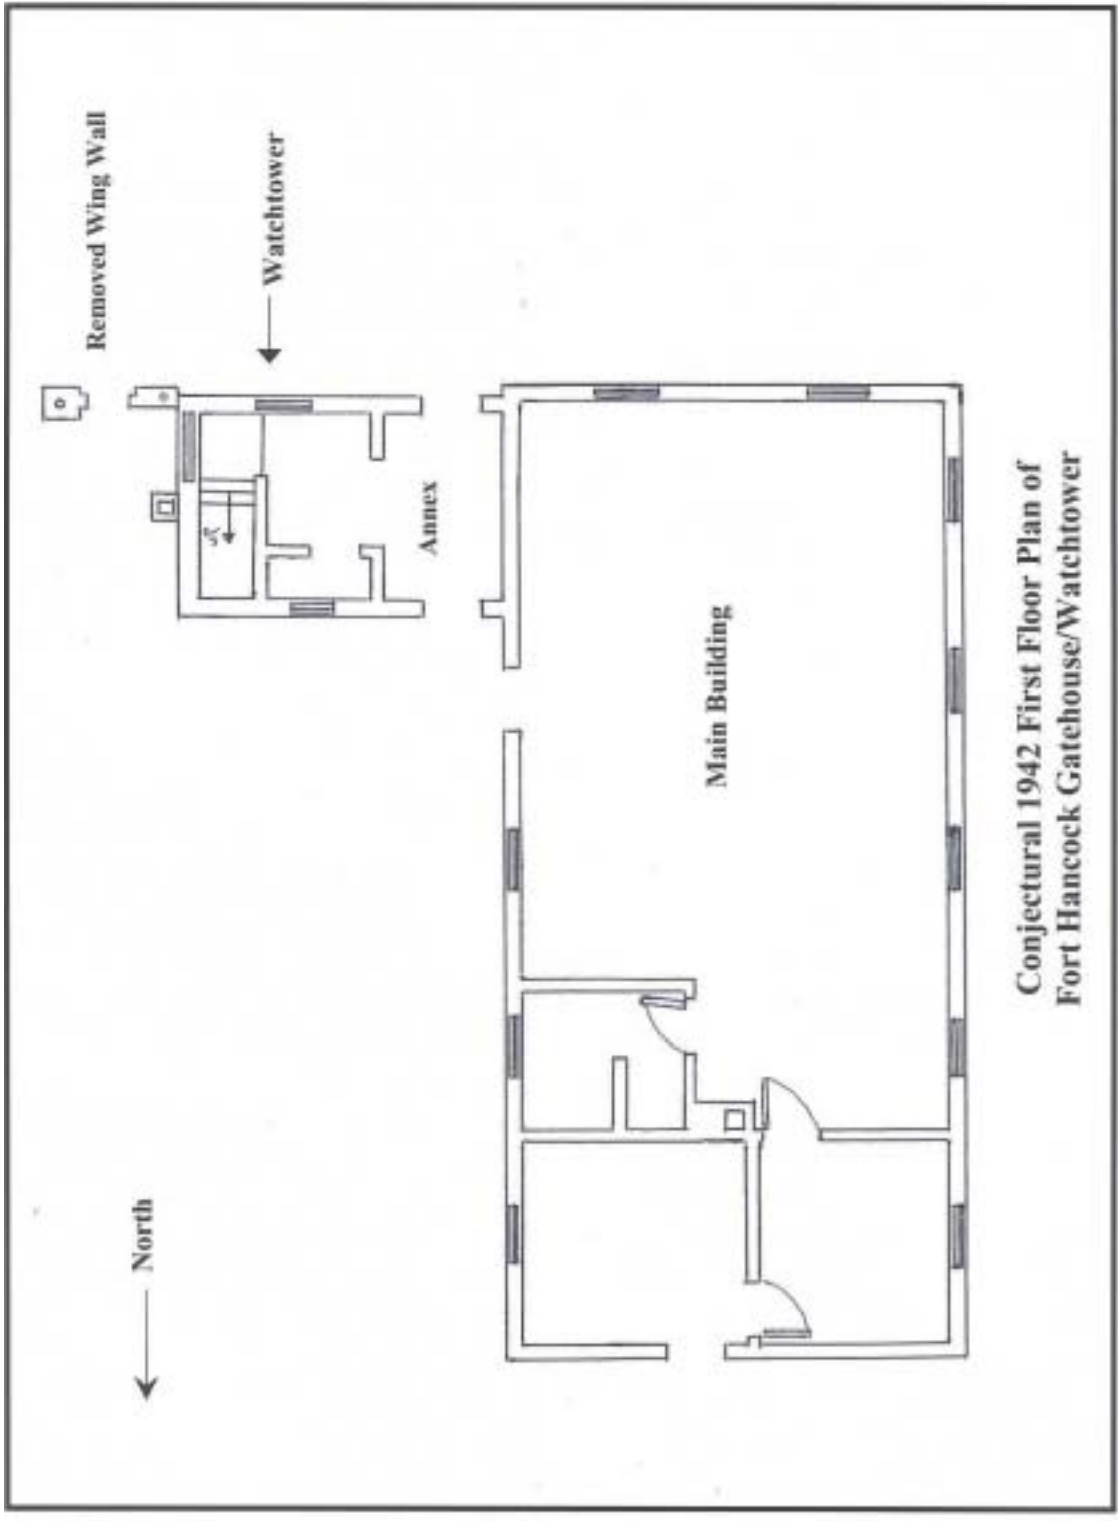 Removed Wing Wall
Watchtower
Annex
Main Building
North
Conjectural 1942 First Floor Plan of
Fort Hancock Gatehouse/Watchtower